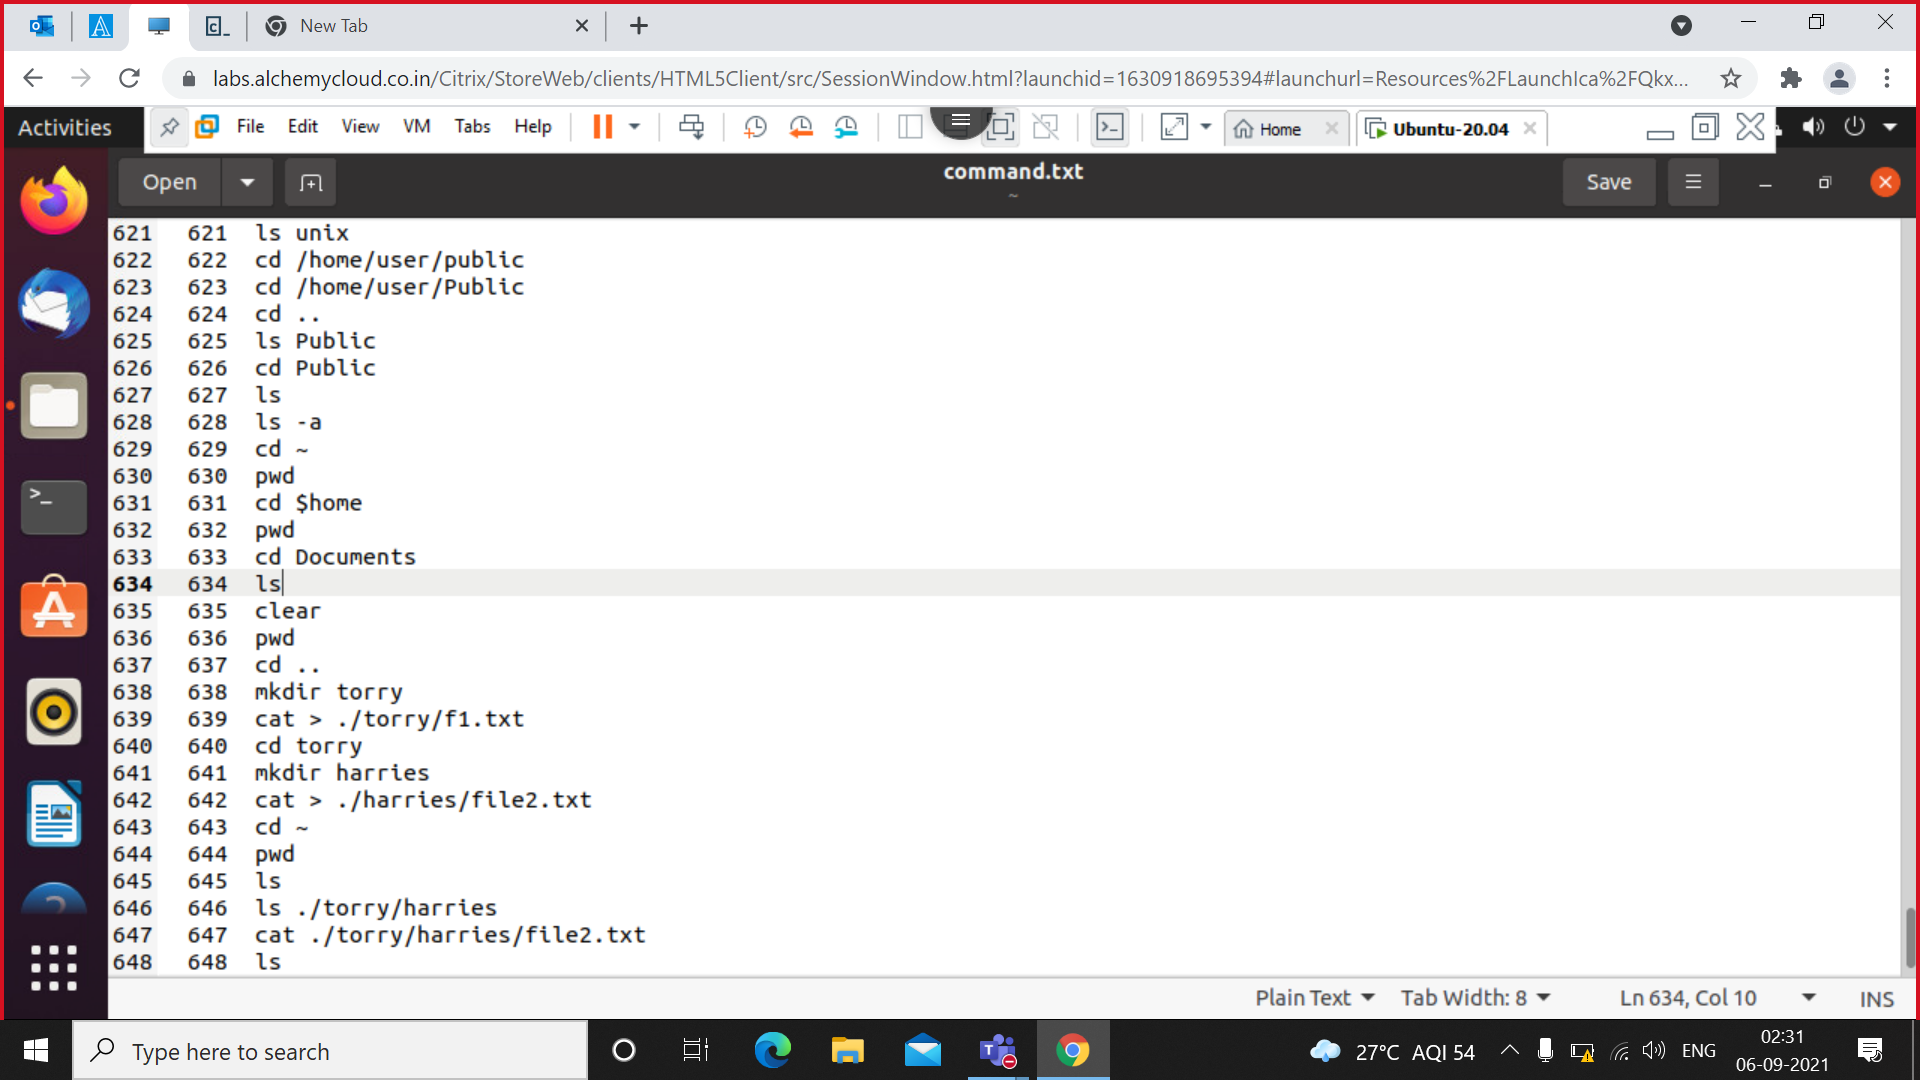 New Tab
labs.alchemycloud.co.in/Citrix/StoreWeb/clients/HTML5Client/src/SessionWindow.html?launchid=1630918695394#launchurl=Resources%2FLaunchIca%2FQkx...
Activities File Edit View VM Tabs Help Home Ubuntu-20.04
Open command.txt Save
~
621 621 ls unix
622 622 cd /home/user/public
623 623 cd /home/user/Public
624 624 cd ..
625 625 ls Public
626 626 cd Public
627 627 ls
628 628 ls -a
629 629 cd ~
630 630 pwd
631 631 cd $home
632 632 pwd
633 633 cd Documents
634 634 ls
635 635 clear
636 636 pwd
637 637 cd ..
638 638 mkdir torry
639 639 cat > ./torry/f1.txt
640 640 cd torry
641 641 mkdir harries
642 642 cat > ./harries/file2.txt
643 643 cd ~
644 644 pwd
645 645 ls
646 646 ls ./torry/harries
647 647 cat ./torry/harries/file2.txt
648 648 ls
Plain Text Tab Width: 8 Ln 634, Col 10 INS
Type here to search 27°C AQI 54 ENG 02:31
06-09-2021